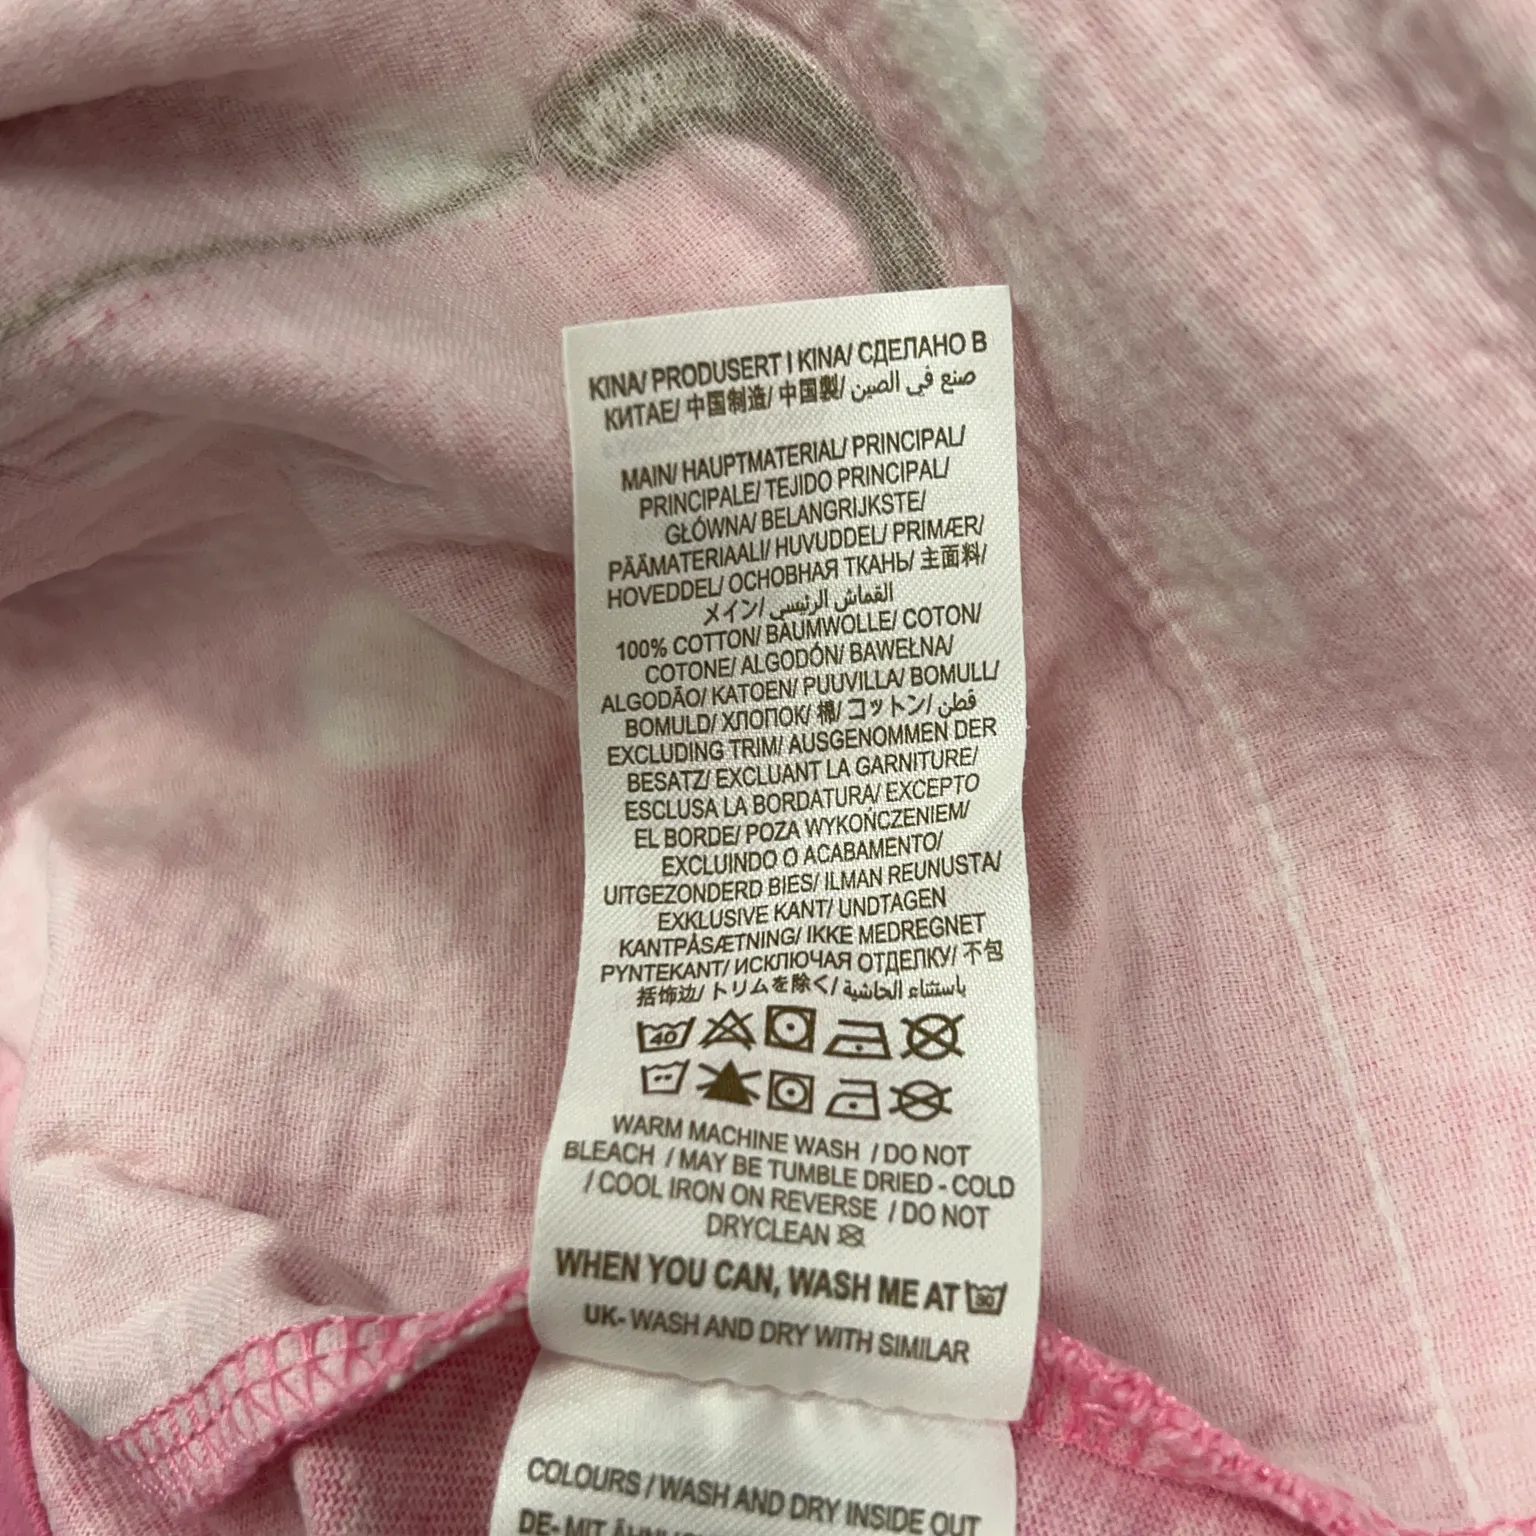 KINA/ PRODUSERT I KINA/ СДЕЛАНО В
КИТАЕ/ 中国制造/ 中国製/ صنع في الصين
MAIN/ HAUPTMATERIAL/ PRINCIPAL/
PRINCIPALE/ TEJIDO PRINCIPAL/
GŁÓWNA/ BELANGRIJKSTE/
PÄÄMATERIAALI/ HUVUDDEL/ PRIMÆR/
HOVEDDEL/ ОСНОВНАЯ ТКАНЬ/ 主面料/
メイン/ القماش الرئيسي
100% COTTON/ BAUMWOLLE/ COTON/
COTONE/ ALGODÓN/ BAWEŁNA/
ALGODÃO/ KATOEN/ PUUVILLA/ BOMULL/
BOMULD/ ХЛОПОК/ 棉/ コットン/ قطن
EXCLUDING TRIM/ AUSGENOMMEN DER
BESATZ/ EXCLUANT LA GARNITURE/
ESCLUSA LA BORDATURA/ EXCEPTO
EL BORDE/ POZA WYKOŃCZENIEM/
EXCLUINDO O ACABAMENTO/
UITGEZONDERD BIES/ ILMAN REUNUSTA/
EXKLUSIVE KANT/ UNDTAGEN
KANTPÅSÆTNING/ IKKE MEDREGNET
PYNTEKANT/ ИСКЛЮЧАЯ ОТДЕЛКУ/ 不包
括饰边/ トリムを除く/ باستثناء الحاشية
40
WARM MACHINE WASH / DO NOT
BLEACH / MAY BE TUMBLE DRIED - COLD
/ COOL IRON ON REVERSE / DO NOT
DRYCLEAN
WHEN YOU CAN, WASH ME AT 30
UK- WASH AND DRY WITH SIMILAR
COLOURS / WASH AND DRY INSIDE OUT
DE- MIT